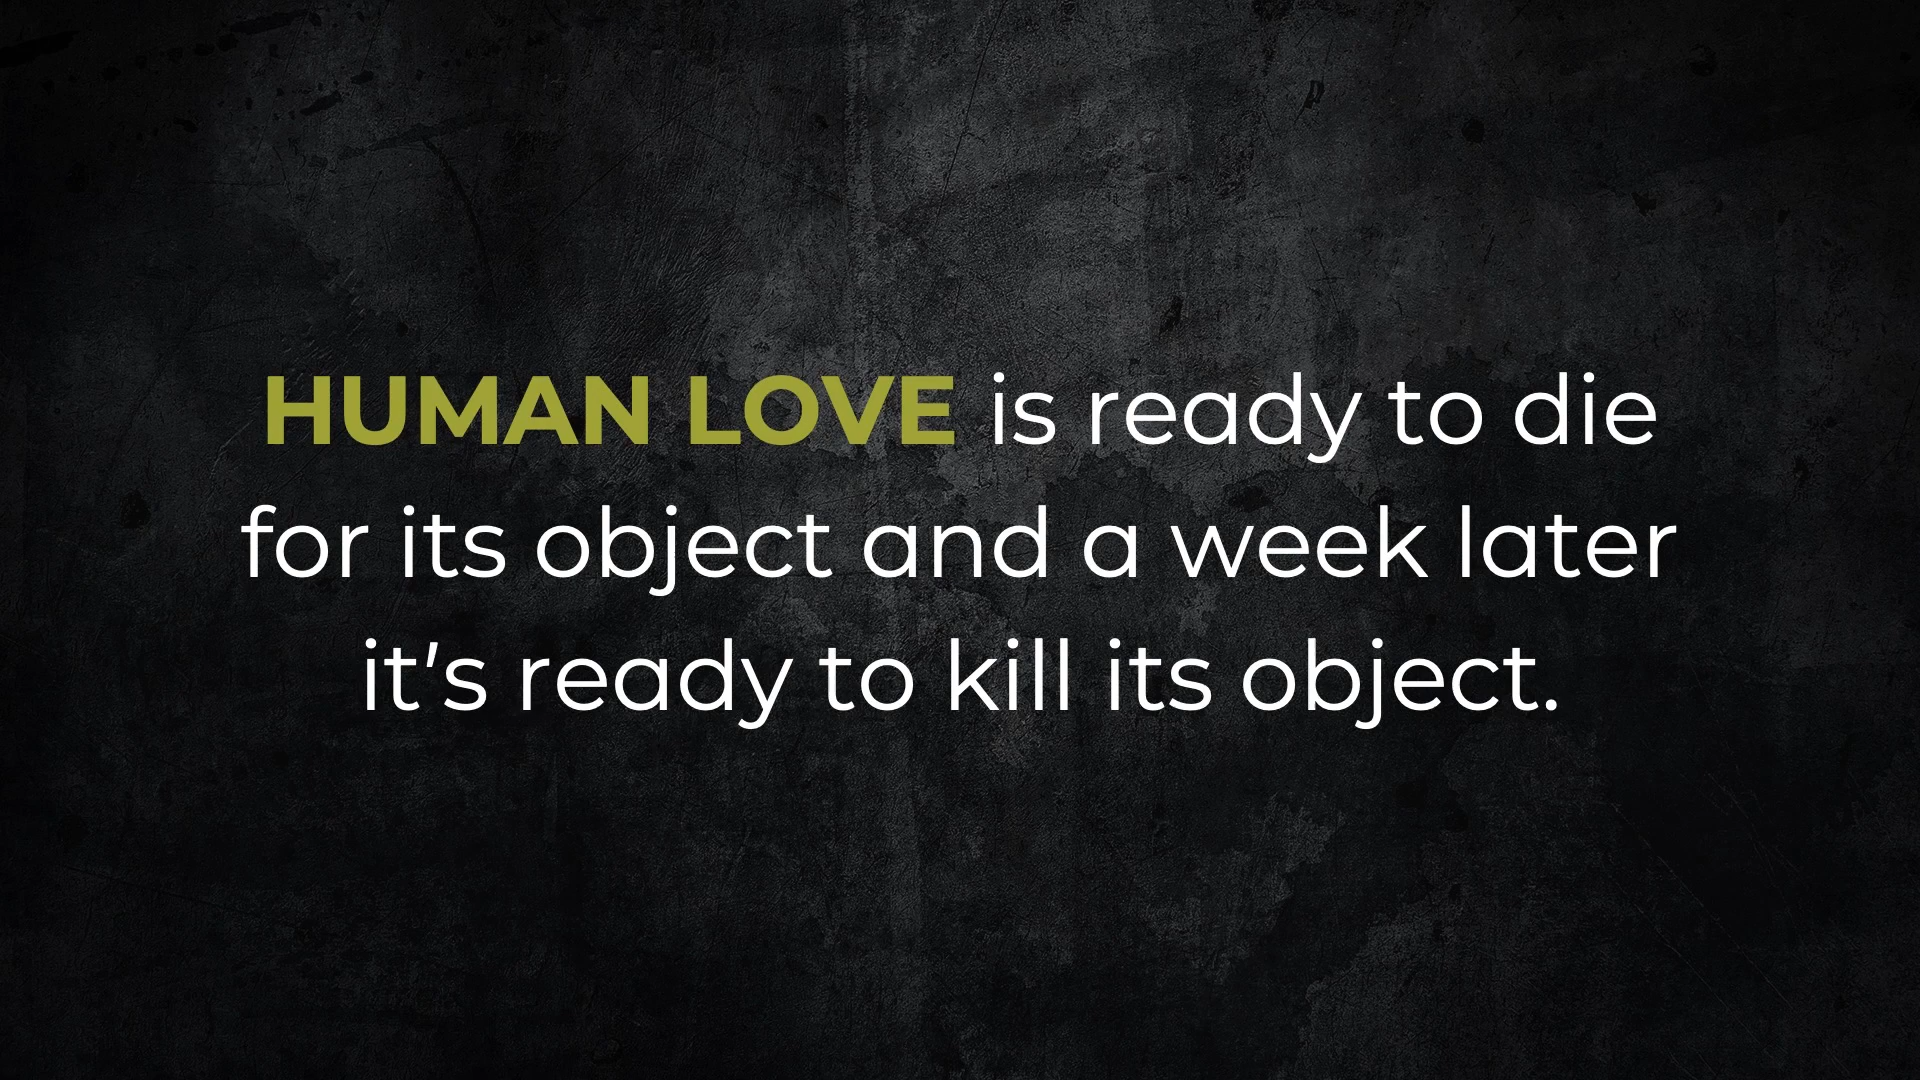 HUMAN LOVE is ready to die
for its object and a week later
it's ready to kill its object.